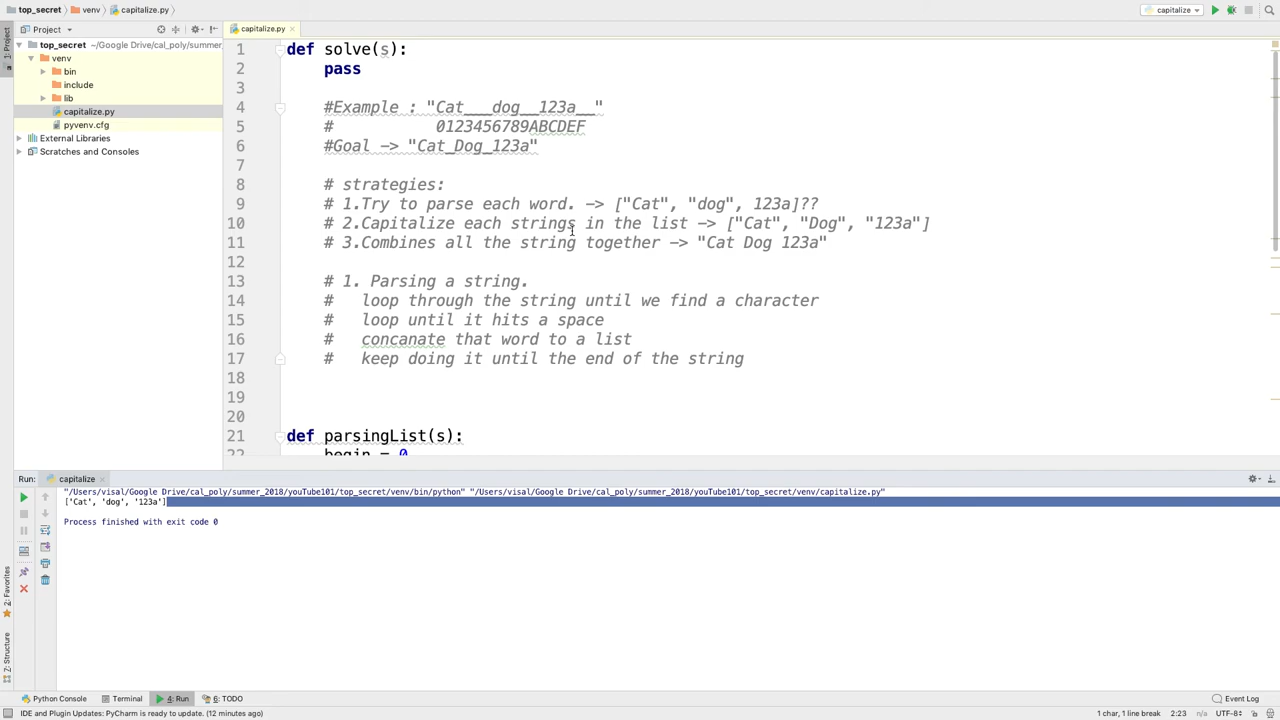 top_secret venv capitalize.py capitalize
Project capitalize.py
1: Project
top_secret ~/Google Drive/cal_poly/summer_
venv
bin
include
lib
capitalize.py
pyvenv.cfg
External Libraries
Scratches and Consoles
1 def solve(s):
2 pass
3
4 #Example : "Cat___dog__123a__"
5 # 0123456789ABCDEF
6 #Goal -> "Cat_Dog_123a"
7
8 # strategies:
9 # 1.Try to parse each word. -> ["Cat", "dog", 123a]??
10 # 2.Capitalize each strings in the list -> ["Cat", "Dog", "123a"]
11 # 3.Combines all the string together -> "Cat Dog 123a"
12
13 # 1. Parsing a string.
14 # loop through the string until we find a character
15 # loop until it hits a space
16 # concanate that word to a list
17 # keep doing it until the end of the string
18
19
20
21 def parsingList(s):
22 begin = 0
Run: capitalize
"/Users/visal/Google Drive/cal_poly/summer_2018/youTube101/top_secret/venv/bin/python" "/Users/visal/Google Drive/cal_poly/summer_2018/youTube101/top_secret/venv/capitalize.py"
['Cat', 'dog', '123a']
Process finished with exit code 0
2: Favorites
7: Structure
Python Console Terminal 4: Run 6: TODO Event Log
IDE and Plugin Updates: PyCharm is ready to update. (12 minutes ago) 1 char, 1 line break 2:23 n/a UTF-8